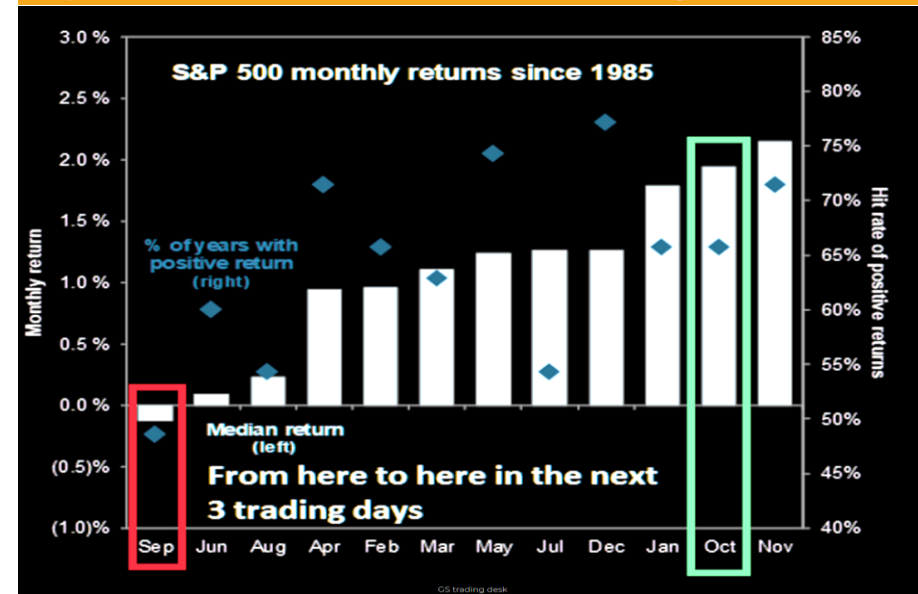 S&P 500 monthly returns since 1985
3.0 %
2.5 %
2.0 %
1.5 %
1.0 %
0.5 %
0.0 %
(0.5)%
(1.0)%
Monthly return
85%
80%
75%
70%
65%
60%
55%
50%
45%
40%
Hit rate of positive returns
% of years with
positive return
(right)
Median return
(left)
From here to here in the next
3 trading days
Sep Jun Aug Apr Feb Mar May Jul Dec Jan Oct Nov
GS trading desk